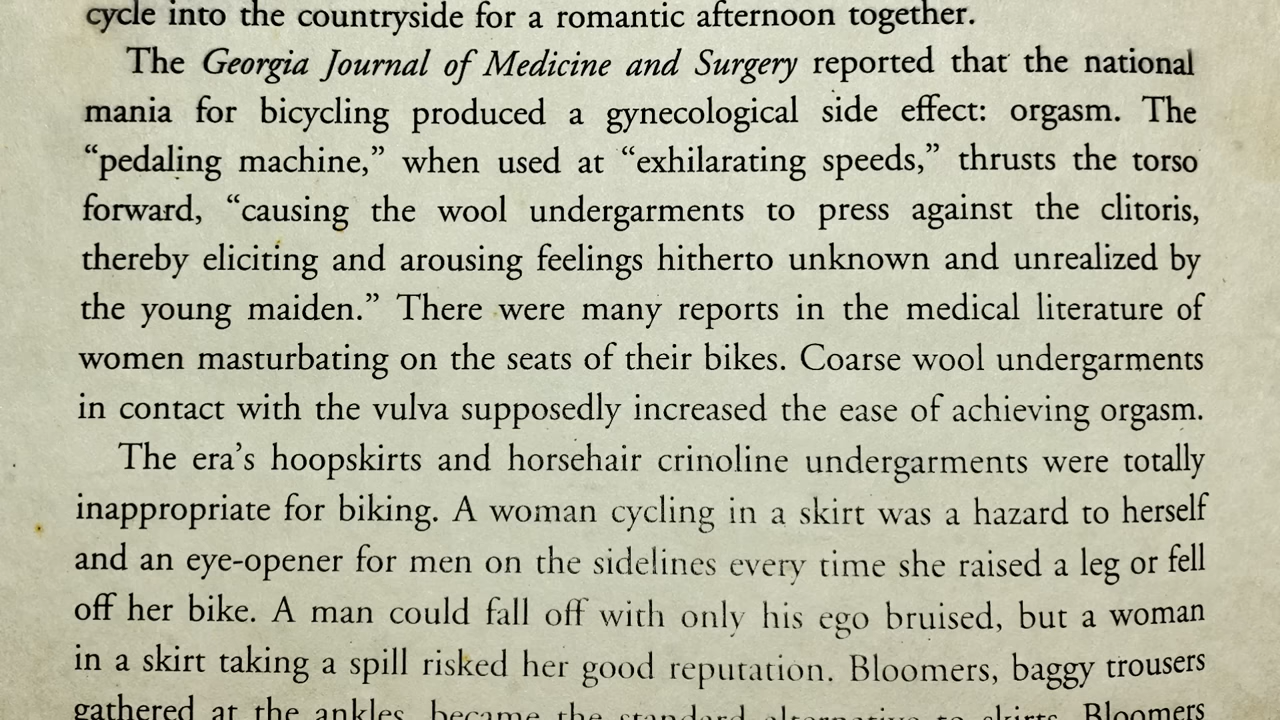 cycle into the countryside for a romantic afternoon together.
The Georgia Journal of Medicine and Surgery reported that the national
mania for bicycling produced a gynecological side effect: orgasm. The
“pedaling machine,” when used at “exhilarating speeds,” thrusts the torso
forward, “causing the wool undergarments to press against the clitoris,
thereby eliciting and arousing feelings hitherto unknown and unrealized by
the young maiden.” There were many reports in the medical literature of
women masturbating on the seats of their bikes. Coarse wool undergarments
in contact with the vulva supposedly increased the ease of achieving orgasm.
The era’s hoopskirts and horsehair crinoline undergarments were totally
inappropriate for biking. A woman cycling in a skirt was a hazard to herself
and an eye-opener for men on the sidelines every time she raised a leg or fell
off her bike. A man could fall off with only his ego bruised, but a woman
in a skirt taking a spill risked her good reputation. Bloomers, baggy trousers
gathered at the ankles, became the standard alternative to skirts. Bloomers